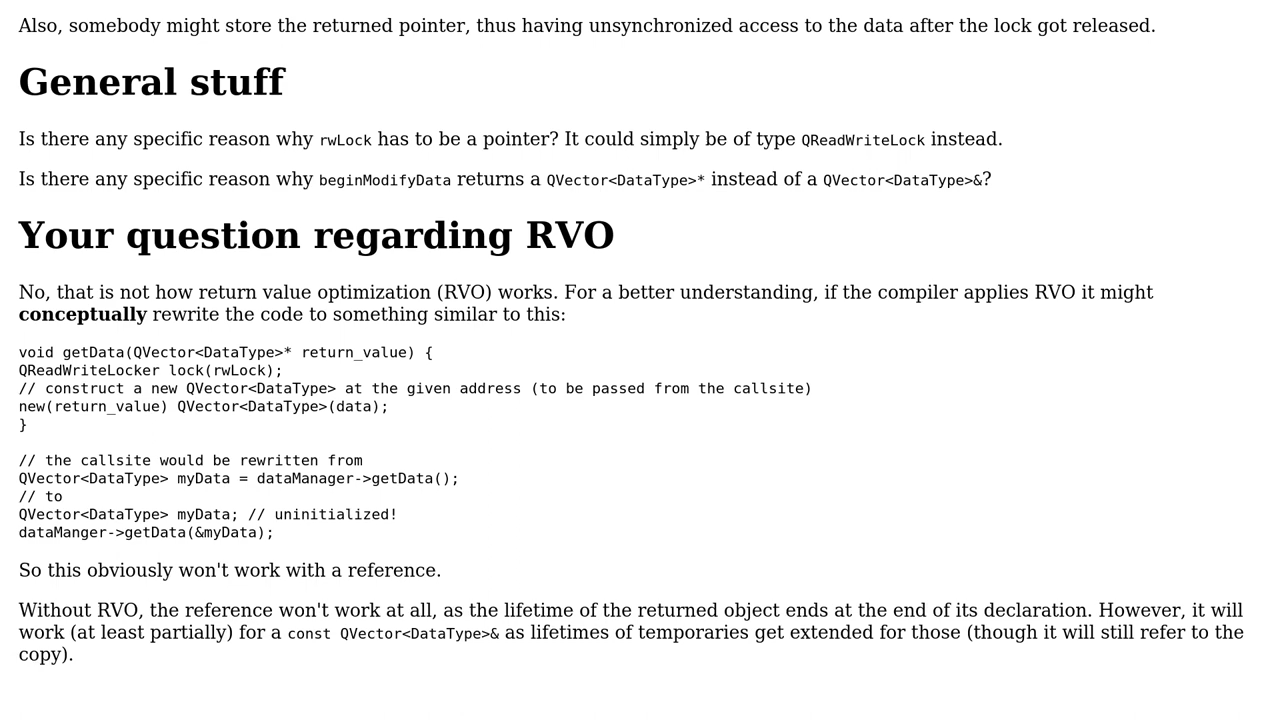 Also, somebody might store the returned pointer, thus having unsynchronized access to the data after the lock got released.
General stuff
Is there any specific reason why rwLock has to be a pointer? It could simply be of type QReadWriteLock instead.
Is there any specific reason why beginModifyData returns a QVector<DataType>* instead of a QVector<DataType>&?
Your question regarding RVO
No, that is not how return value optimization (RVO) works. For a better understanding, if the compiler applies RVO it might
conceptually rewrite the code to something similar to this:
void getData(QVector<DataType>* return_value) {
QReadWriteLocker lock(rwLock);
// construct a new QVector<DataType> at the given address (to be passed from the callsite)
new(return_value) QVector<DataType>(data);
}
// the callsite would be rewritten from
QVector<DataType> myData = dataManager->getData();
// to
QVector<DataType> myData; // uninitialized!
dataManger->getData(&myData);
So this obviously won't work with a reference.
Without RVO, the reference won't work at all, as the lifetime of the returned object ends at the end of its declaration. However, it will
work (at least partially) for a const QVector<DataType>& as lifetimes of temporaries get extended for those (though it will still refer to the
copy).